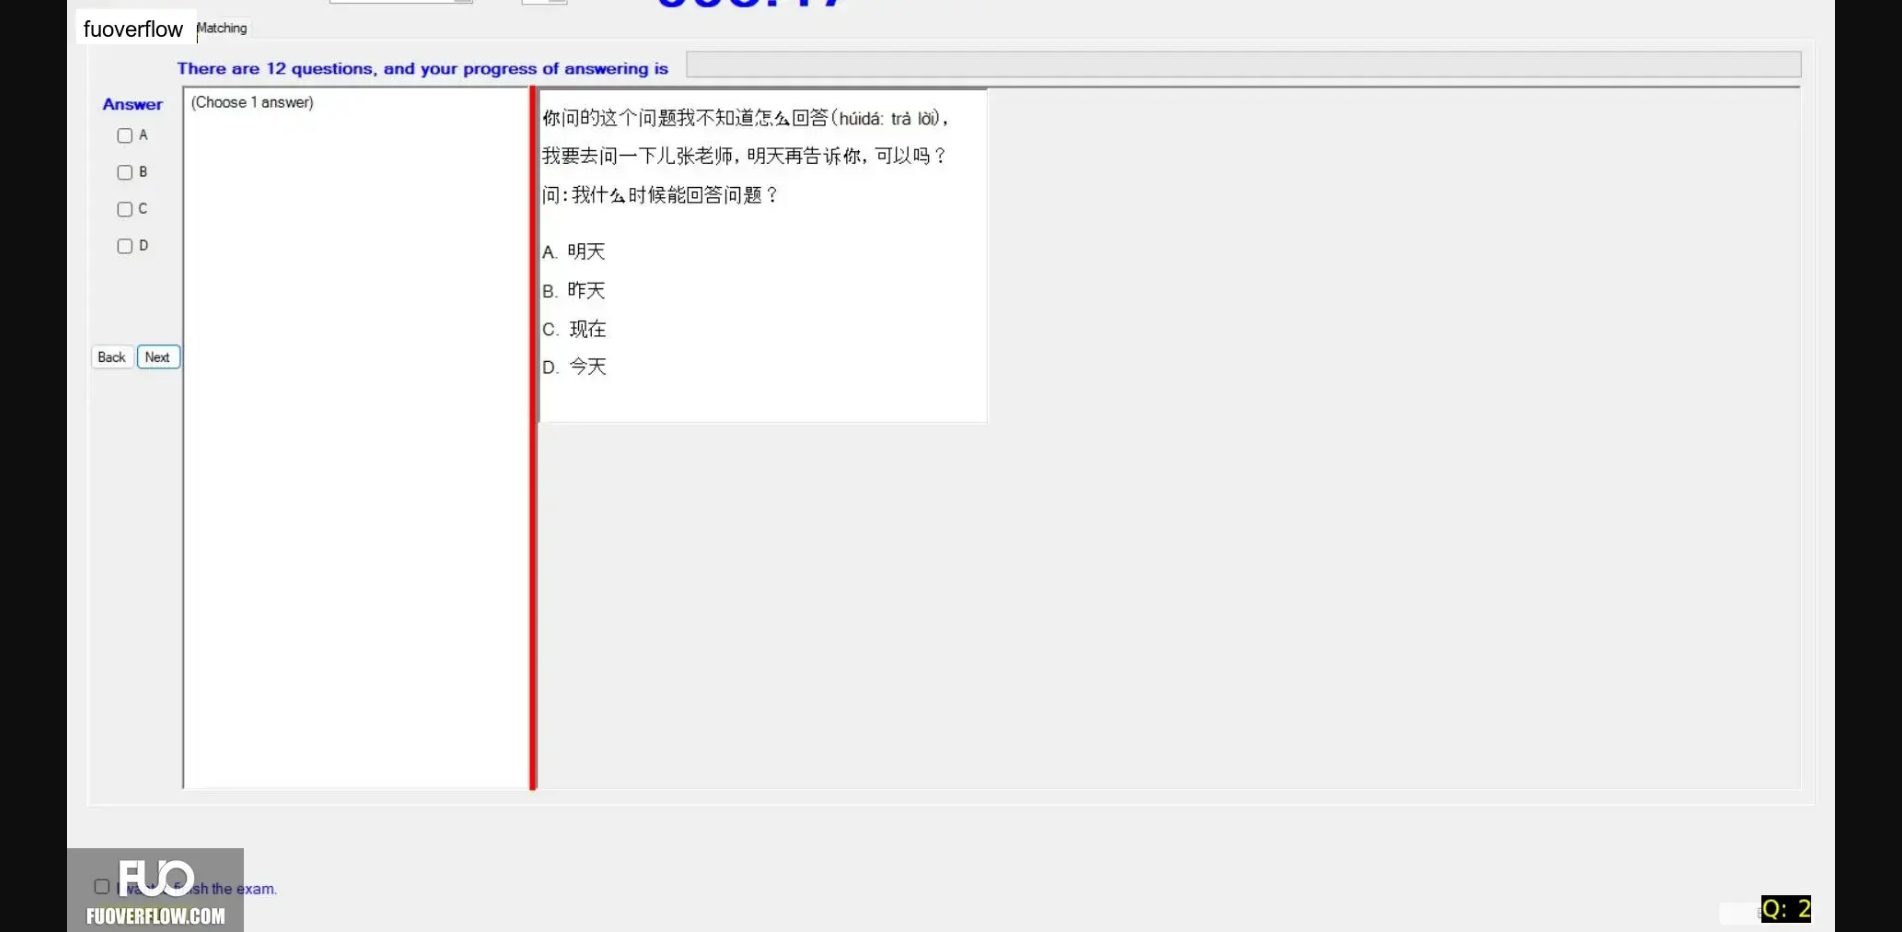 fuoverflow
Matching
There are 12 questions, and your progress of answering is
Answer
(Choose 1 answer)
A
B
C
D
Back
Next
你问的这个问题我不知道怎么回答(húidá: trả lời),
我要去问一下儿张老师, 明天再告诉你, 可以吗?
问: 我什么时候能回答问题?
A. 明天
B. 昨天
C. 现在
D. 今天
FUO
sh the exam.
FUOVERFLOW.COM
Q: 2